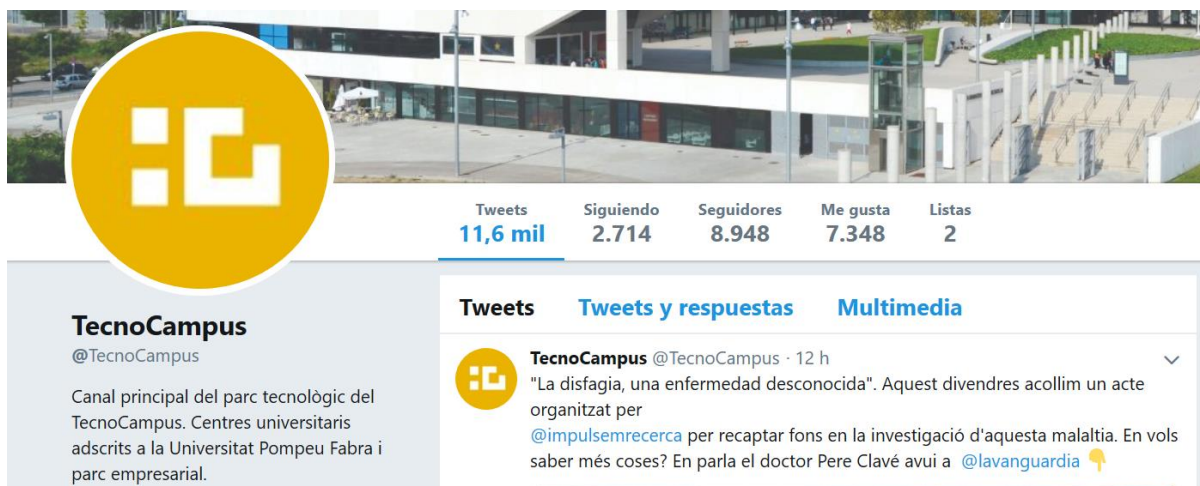 Tweets
11,6 mil
Siguiendo
2.714
Seguidores
8.948
Me gusta
7.348
Listas
2
TecnoCampus
@TecnoCampus
Canal principal del parc tecnològic del
TecnoCampus. Centres universitaris
adscrits a la Universitat Pompeu Fabra i
parc empresarial.
Tweets Tweets y respuestas Multimedia
TecnoCampus @TecnoCampus · 12 h
"La disfagia, una enfermedad desconocida". Aquest divendres acollim un acte
organitzat per
@impulsemrecerca per recaptar fons en la investigació d'aquesta malaltia. En vols
saber més coses? En parla el doctor Pere Clavé avui a @lavanguardia 👇